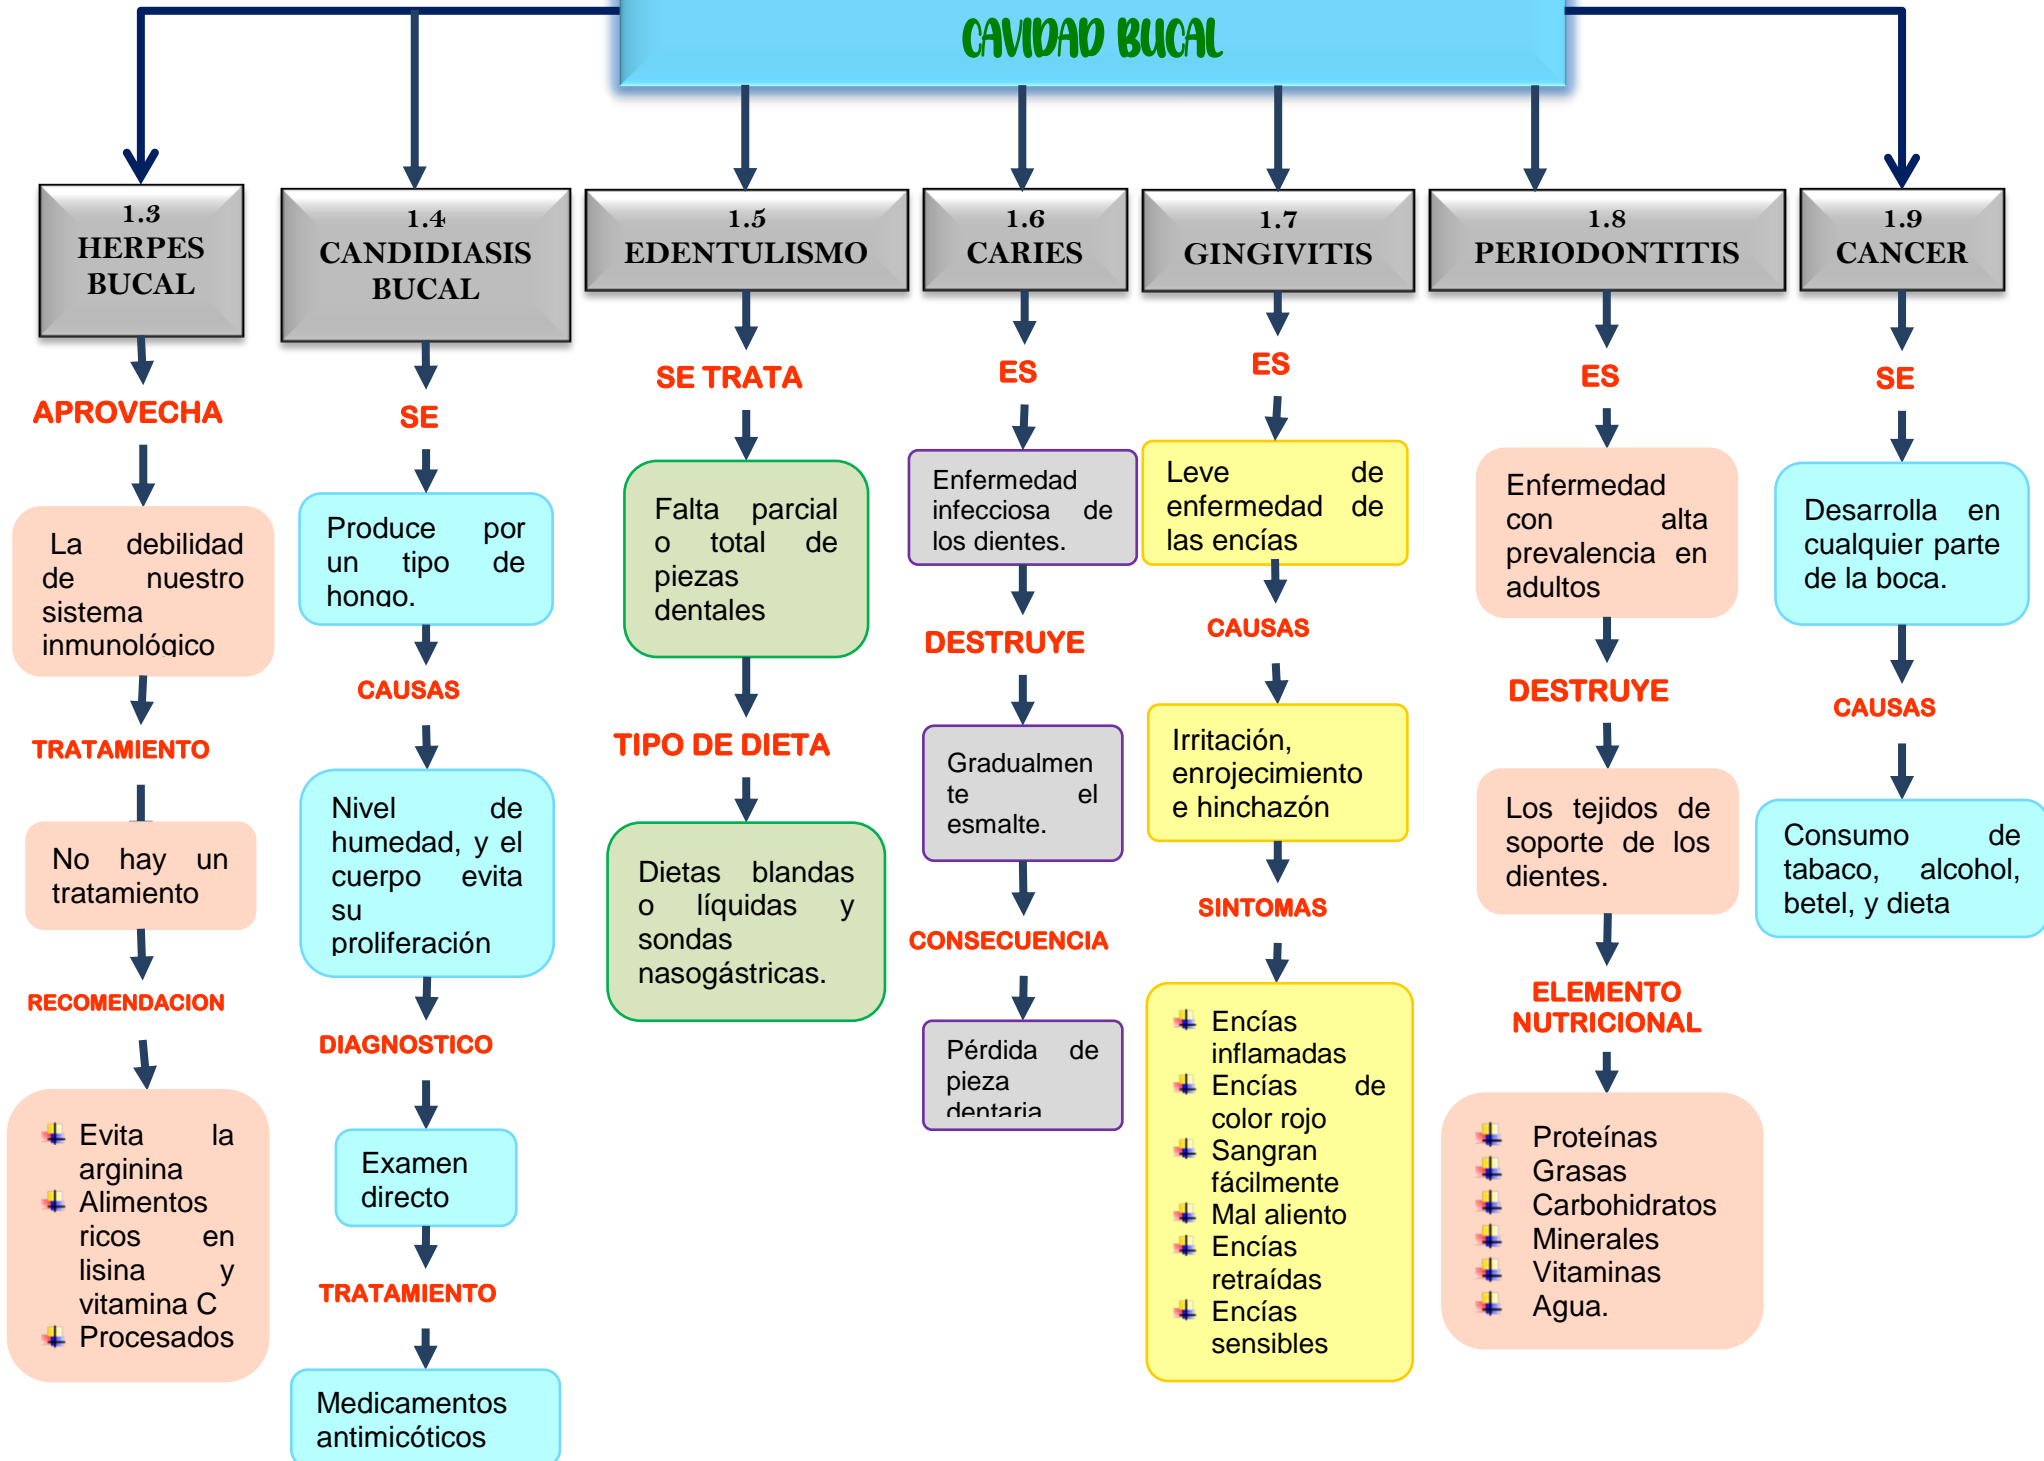 CAVIDAD BUCAL
1.3
HERPES
BUCAL
APROVECHA
La debilidad
de nuestro
sistema
inmunológico
TRATAMIENTO
No hay un
tratamiento
RECOMENDACION
Evita la
arginina
Alimentos
ricos en
lisina y
vitamina C
Procesados
1.4
CANDIDIASIS
BUCAL
SE
Produce por
un tipo de
hongo.
CAUSAS
Nivel de
humedad, y el
cuerpo evita
su
proliferación
DIAGNOSTICO
Examen
directo
TRATAMIENTO
Medicamentos
antimicóticos
1.5
EDENTULISMO
SE TRATA
Falta parcial
o total de
piezas
dentales
TIPO DE DIETA
Dietas blandas
o líquidas y
sondas
nasogástricas.
1.6
CARIES
ES
Enfermedad
infecciosa de
los dientes.
DESTRUYE
Gradualmen
te el
esmalte.
CONSECUENCIA
Pérdida de
pieza
dentaria
1.7
GINGIVITIS
ES
Leve de
enfermedad de
las encías
CAUSAS
Irritación,
enrojecimiento
e hinchazón
SINTOMAS
Encías
inflamadas
Encías de
color rojo
Sangran
fácilmente
Mal aliento
Encías
retraídas
Encías
sensibles
1.8
PERIODONTITIS
ES
Enfermedad
con alta
prevalencia en
adultos
DESTRUYE
Los tejidos de
soporte de los
dientes.
ELEMENTO
NUTRICIONAL
Proteínas
Grasas
Carbohidratos
Minerales
Vitaminas
Agua.
1.9
CANCER
SE
Desarrolla en
cualquier parte
de la boca.
CAUSAS
Consumo de
tabaco, alcohol,
betel, y dieta